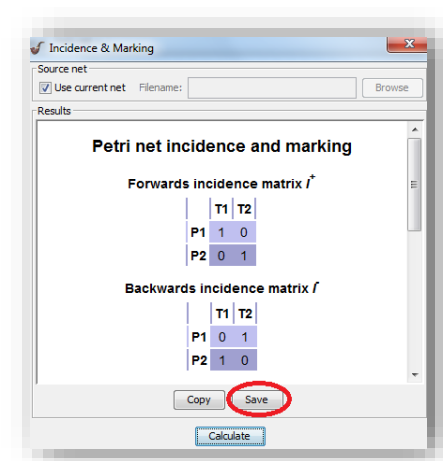 Incidence & Marking
x
Source net
Use current net Filename: Browse
Results
Petri net incidence and marking
Forwards incidence matrix I+
T1 T2
P1 1 0
P2 0 1
Backwards incidence matrix I-
T1 T2
P1 0 1
P2 1 0
Copy Save
Calculate